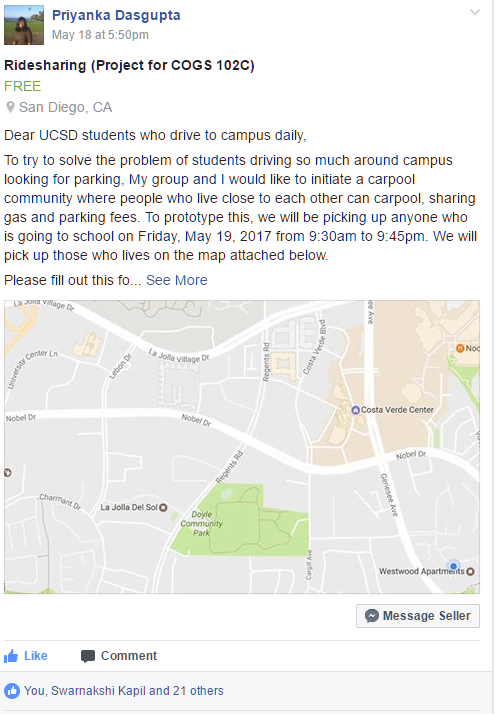 Priyanka Dasgupta
May 18 at 5:50pm
Ridesharing (Project for COGS 102C)
FREE
San Diego, CA
Dear UCSD students who drive to campus daily,
To try to solve the problem of students driving so much around campus
looking for parking, My group and I would like to initiate a carpool
community where people who live close to each other can carpool, sharing
gas and parking fees. To prototype this, we will be picking up anyone who
is going to school on Friday, May 19, 2017 from 9:30am to 9:45pm. We will
pick up those who lives on the map attached below.
Please fill out this fo... See More
La Jolla Village Dr
ee Ave
University Center Ln
Lebon Dr
La Jolla Village Dr
Regents Rd
Costa Verde Blvd
Noc
Costa Verde Center
Nobel Dr
Nobel Dr
Nobel Dr
Regents Rd
Genesee Ave
Charmant Dr
La Jolla Del Sol
Doyle
Community
Park
Cargill Ave
Westwood Apartments
Message Seller
Like Comment
You, Swarnakshi Kapil and 21 others